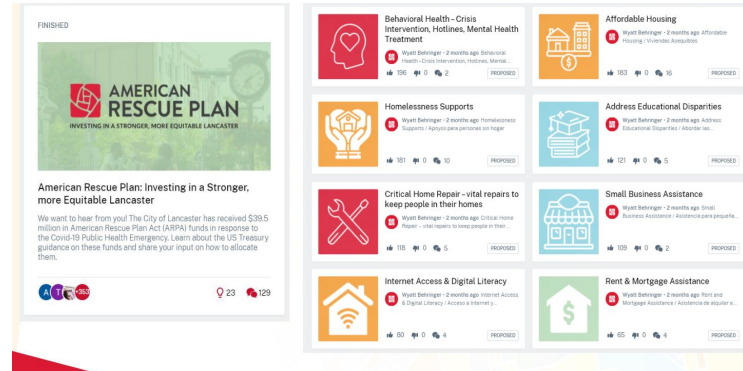 FINISHED
AMERICAN
RESCUE PLAN
INVESTING IN A STRONGER, MORE EQUITABLE LANCASTER
American Rescue Plan: Investing in a Stronger,
more Equitable Lancaster
We want to hear from you! The City of Lancaster has received $39.5
million in American Rescue Plan Act (ARPA) funds in response to
the Covid-19 Public Health Emergency. Learn about the US Treasury
guidance on these funds and share your input on how to allocate
them.
A T +353 23 129
Behavioral Health - Crisis
Intervention, Hotlines, Mental Health
Treatment
Wyatt Behringer • 2 months ago Behavioral
Health - Crisis Intervention, Hotlines, Mental...
196 0 2 PROPOSED
Affordable Housing
Wyatt Behringer • 2 months ago Affordable
Housing / Viviendas Asequibles
183 0 16 PROPOSED
Homelessness Supports
Wyatt Behringer • 2 months ago Homelessness
Supports / Apoyos para personas sin hogar
181 0 10 PROPOSED
Address Educational Disparities
Wyatt Behringer • 2 months ago Address
Educational Disparities / Abordar las...
121 0 5 PROPOSED
Critical Home Repair – vital repairs to
keep people in their homes
Wyatt Behringer • 2 months ago Critical Home
Repair – vital repairs to keep people in their...
118 0 5 PROPOSED
Small Business Assistance
Wyatt Behringer • 2 months ago Small
Business Assistance / Asistencia para pequeña...
109 0 2 PROPOSED
Internet Access & Digital Literacy
Wyatt Behringer • 2 months ago Internet Access
& Digital Literacy / Acceso a Internet y...
80 0 4 PROPOSED
Rent & Mortgage Assistance
Wyatt Behringer • 2 months ago Rent and
Mortgage Assistance / Asistencia de alquiler e...
65 0 4 PROPOSED